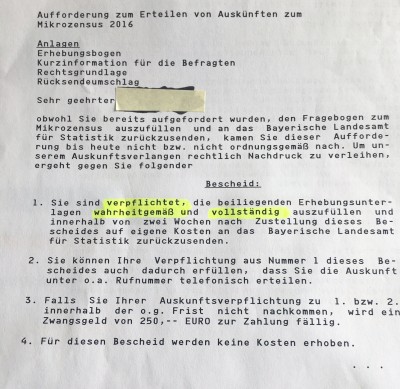 Aufforderung zum Erteilen von Auskünften zum
Mikrozensus 2016
Anlagen
Erhebungsbogen
Kurzinformation für die Befragten
Rechtsgrundlage
Rücksendeumschlag
Sehr geehrter
obwohl Sie bereits aufgefordert wurden, den Fragebogen zum
Mikrozensus auszufüllen und an das Bayerische Landesamt
für Statistik zurückzusenden, kamen Sie dieser Aufforde-
rung bis heute nicht bzw. nicht ordnungsgemäß nach. Um un-
serem Auskunftsverlangen rechtlich Nachdruck zu verleihen,
ergeht gegen Sie folgender
Bescheid:
1. Sie sind verpflichtet, die beiliegenden Erhebungsunter-
lagen wahrheitgemäß und vollständig auszufüllen und
innerhalb von zwei Wochen nach Zustellung dieses Be-
scheides auf eigene Kosten an das Bayerische Landesamt
für Statistik zurückzusenden.
2. Sie können Ihre Verpflichtung aus Nummer 1 dieses Be-
scheides auch dadurch erfüllen, dass Sie die Auskunft
unter o.a. Rufnummer telefonisch erteilen.
3. Falls Sie Ihrer Auskunftsverpflichtung zu 1. bzw. 2.
innerhalb der o.g. Frist nicht nachkommen, wird ein
Zwangsgeld von 250,-- EURO zur Zahlung fällig.
4. Für diesen Bescheid werden keine Kosten erhoben.
. . .